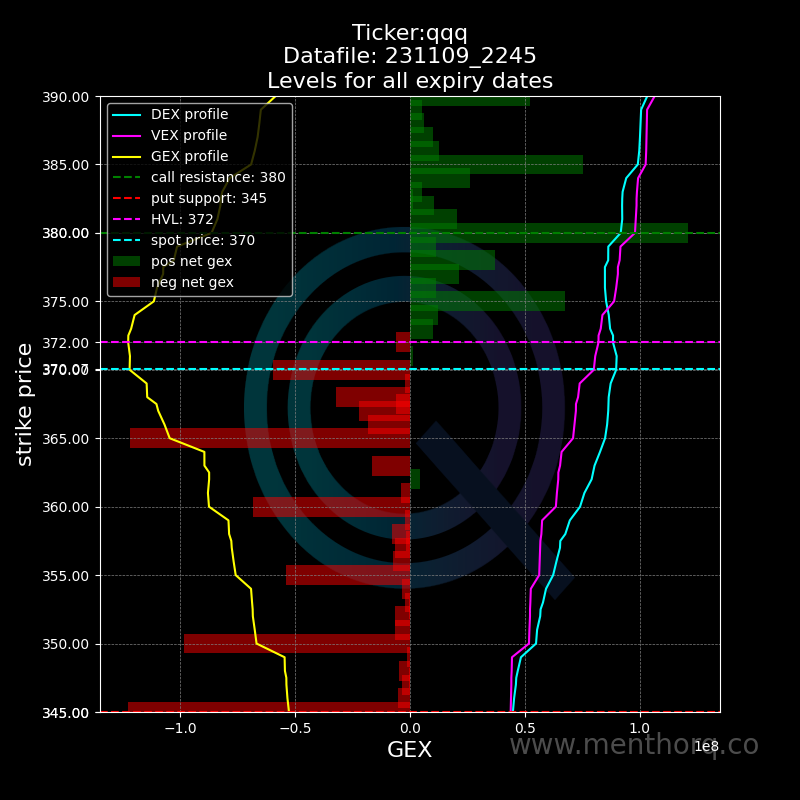 Ticker:qqq
Datafile: 231109_2245
Levels for all expiry dates
DEX profile
VEX profile
GEX profile
call resistance: 380
put support: 345
HVL: 372
spot price: 370
pos net gex
neg net gex
390.00
385.00
380.00
375.00
372.00
370.00
365.00
360.00
355.00
350.00
345.00
strike price
−1.0
−0.5
0.0
0.5
1.0
1e8
GEX
www.menthorq.co